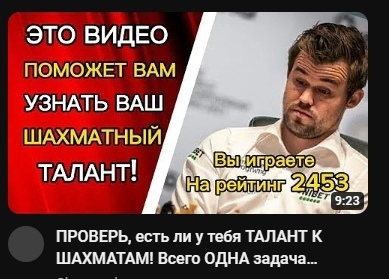 ЭТО ВИДЕО
ПОМОЖЕТ ВАМ
УЗНАТЬ ВАШ
ШАХМАТНЫЙ
ТАЛАНТ!
Вы играете
На рейтинг 2453
9:23
ПРОВЕРЬ, есть ли у тебя ТАЛАНТ К
ШАХМАТАМ! Всего ОДНА задача...